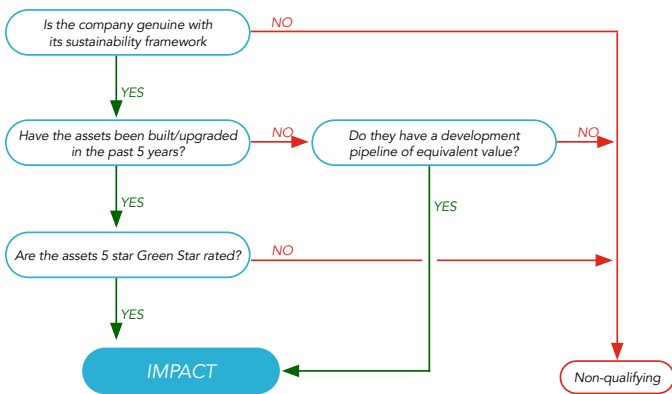 Is the company genuine with
its sustainability framework
NO
YES
Have the assets been built/upgraded
in the past 5 years?
NO
Do they have a development
pipeline of equivalent value?
NO
YES
YES
Are the assets 5 star Green Star rated?
NO
YES
IMPACT
Non-qualifying